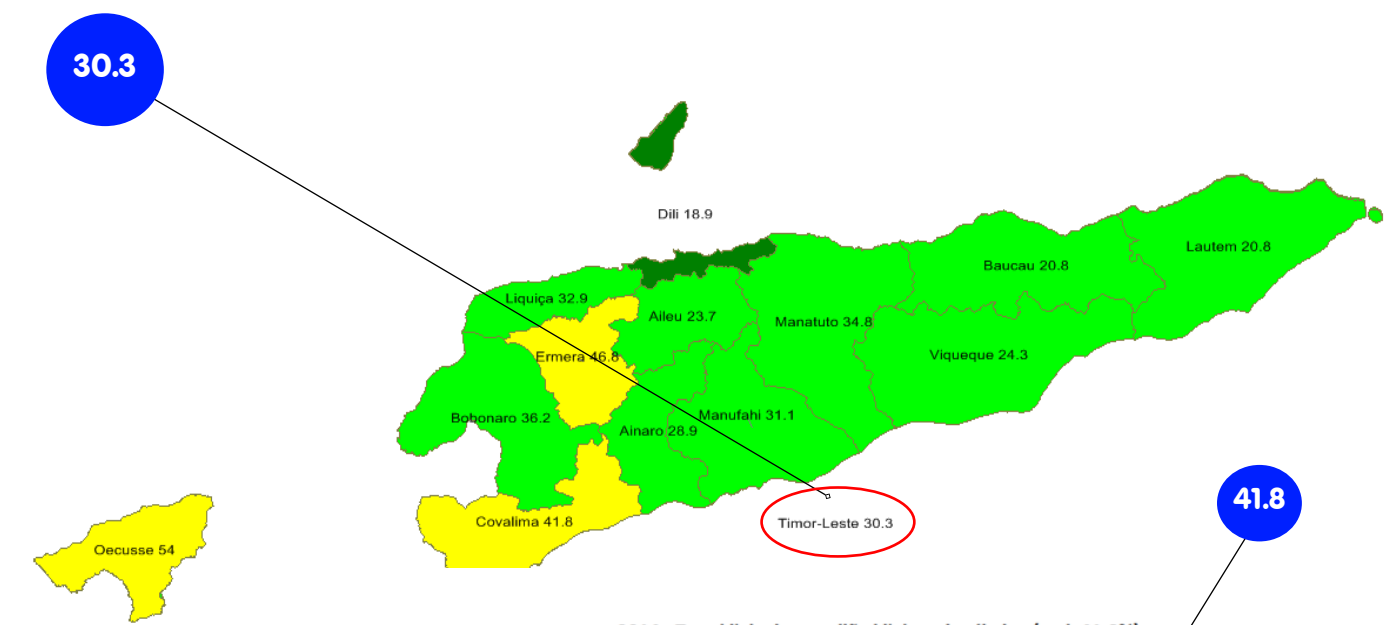 30.3
Dili 18.9
Lautem 20.8
Baucau 20.8
Liquiça 32.9
Aileu 23.7
Manatuto 34.8
Ermera 46.8
Viqueque 24.3
Bobonaro 36.2
Manufahi 31.1
Ainaro 28.9
41.8
Covalima 41.8
Timor-Leste 30.3
Oecusse 54